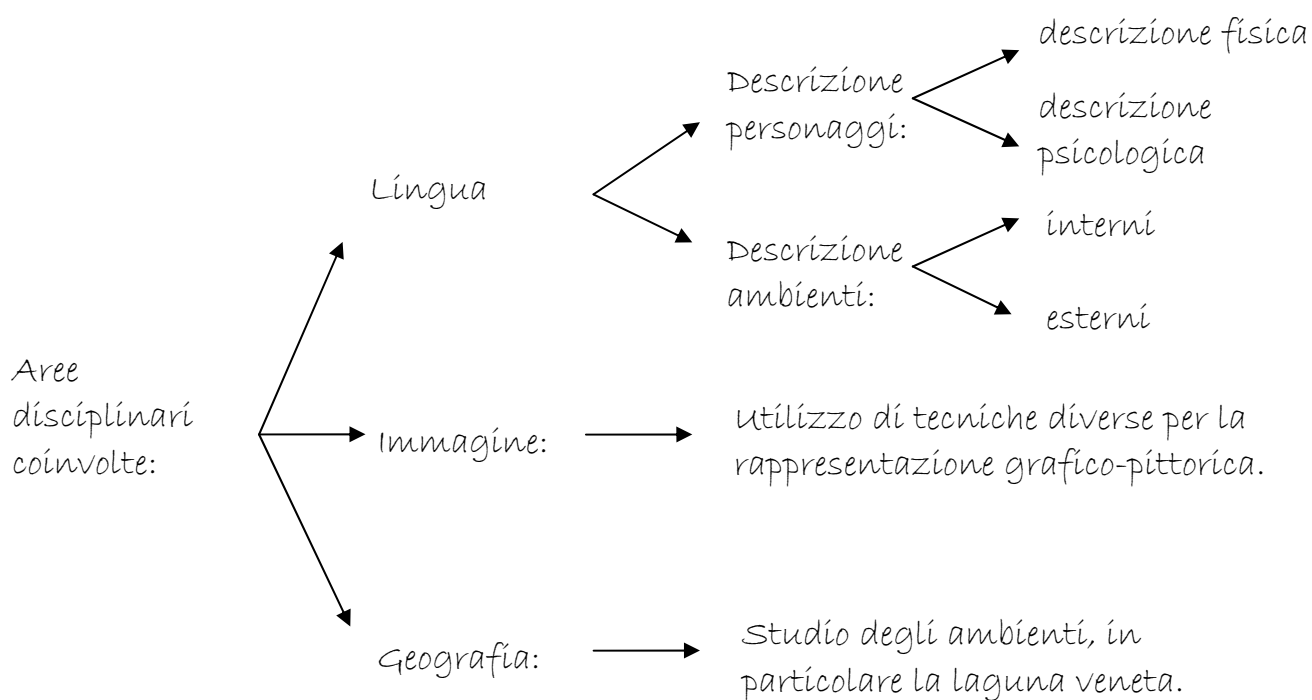 Aree
disciplinari
coinvolte:
Lingua
Descrizione
personaggi:
descrizione fisica
descrizione
psicologica
Descrizione
ambienti:
interni
esterni
Immagine:
Utilizzo di tecniche diverse per la
rappresentazione grafico-pittorica.
Geografia:
Studio degli ambienti, in
particolare la laguna veneta.